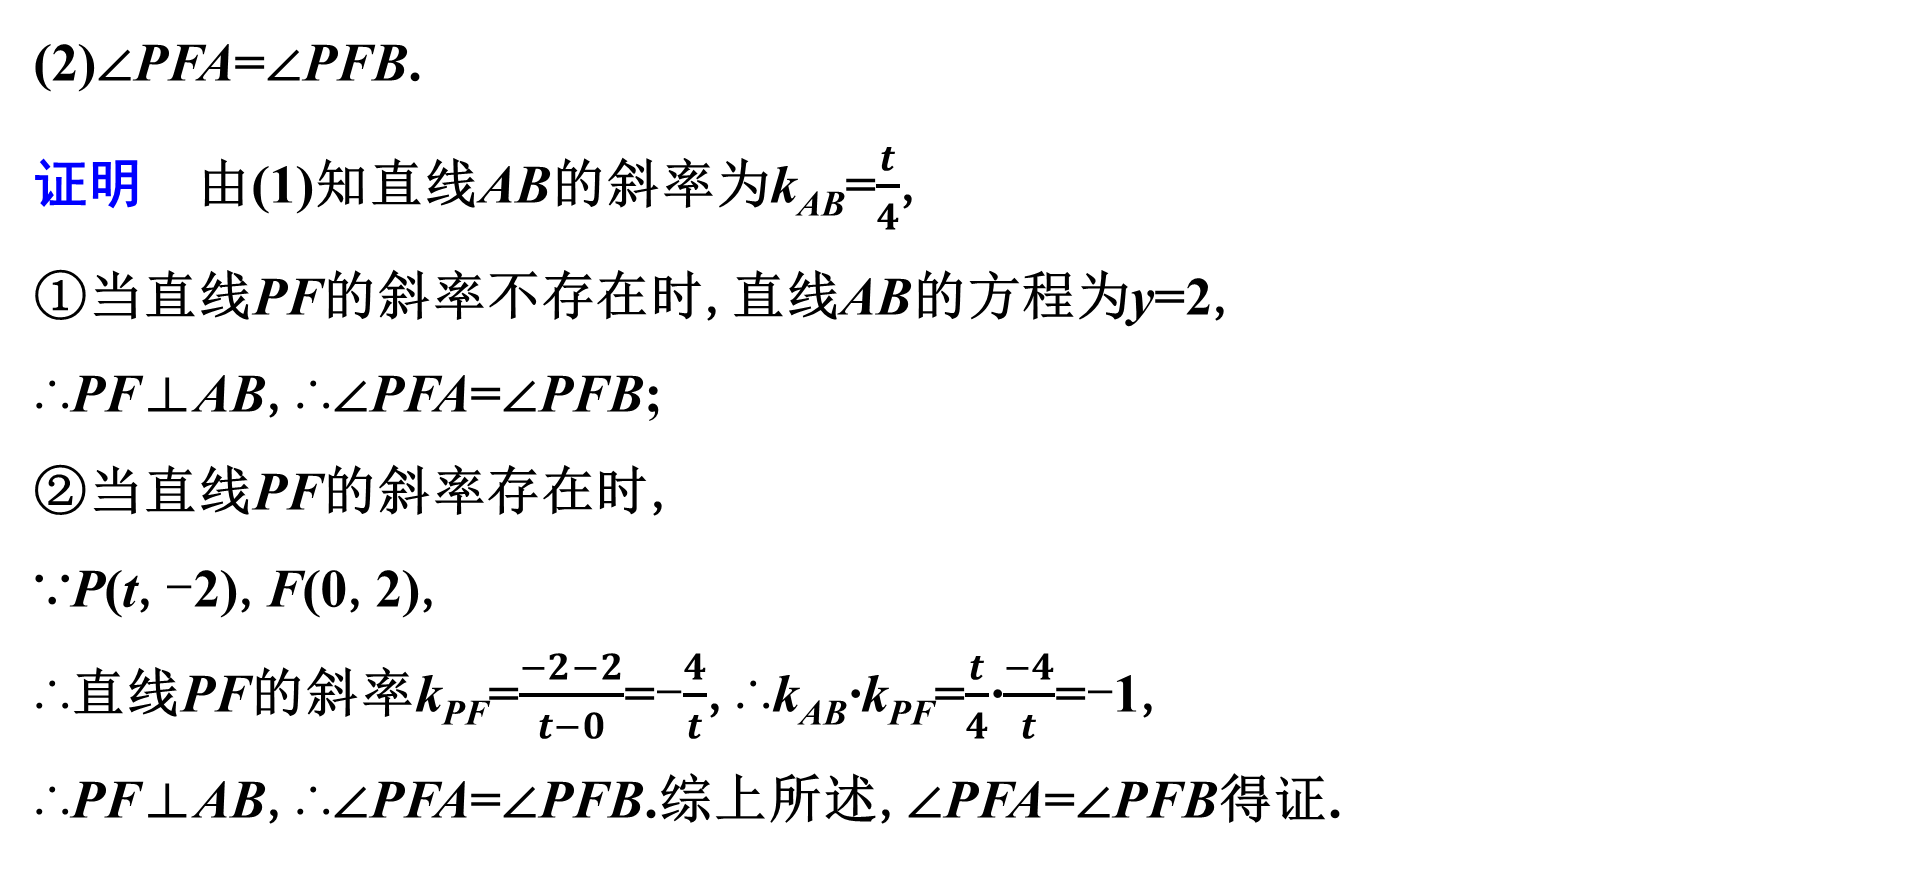 (2)∠PFA=∠PFB.
证明 由(1)知直线AB的斜率为k_{AB}=\frac{t}{4},
①当直线PF的斜率不存在时,直线AB的方程为y=2,
∴PF⊥AB,∴∠PFA=∠PFB;
②当直线PF的斜率存在时,
∵P(t,−2),F(0,2),
∴直线PF的斜率k_{PF}=\frac{−2−2}{t−0}=−\frac{4}{t},∴k_{AB}·k_{PF}=\frac{t}{4}·\frac{−4}{t}=−1,
∴PF⊥AB,∴∠PFA=∠PFB.综上所述,∠PFA=∠PFB得证.